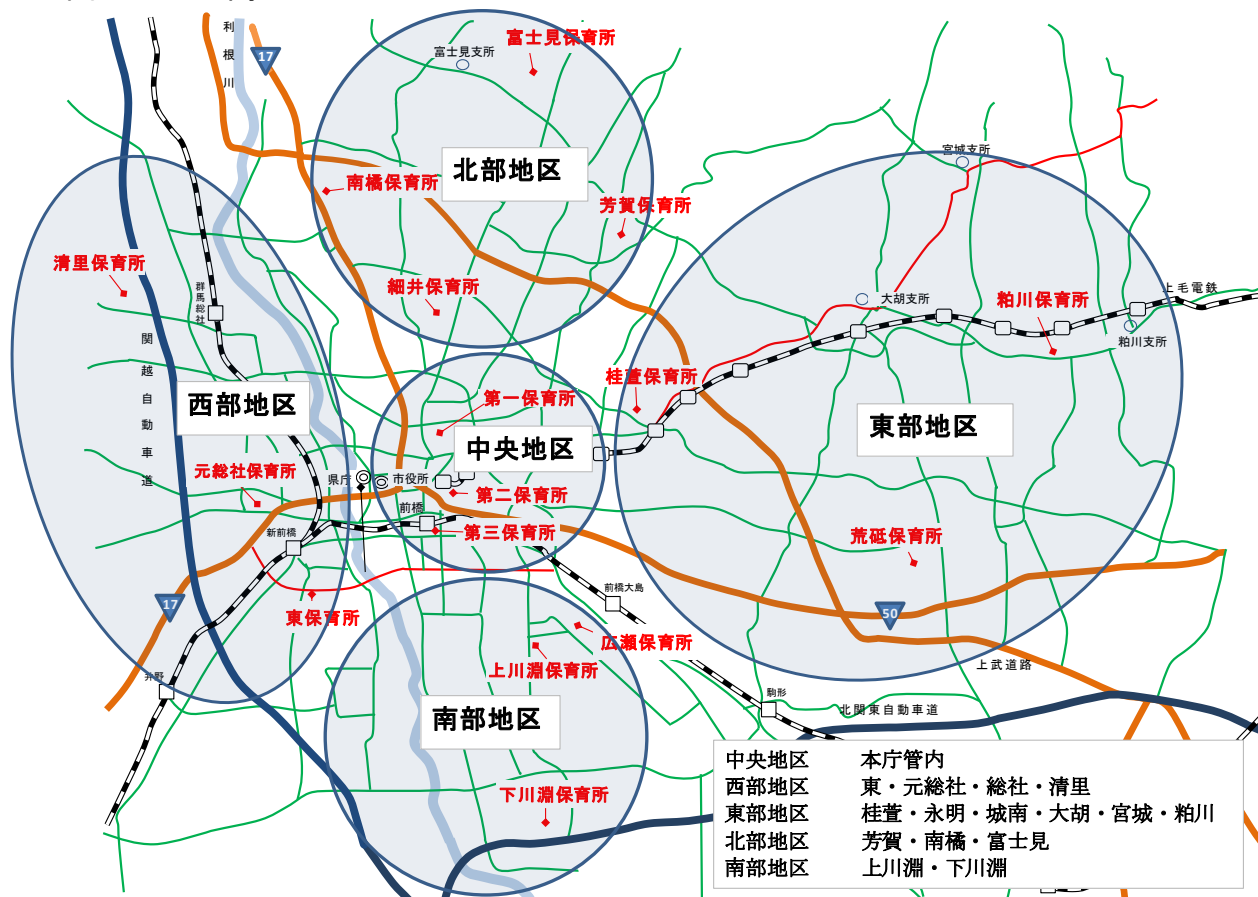 利根川
17
富士見支所
富士見保育所
北部地区
南橘保育所
芳賀保育所
細井保育所
宮城支所
大胡支所
粕川保育所
上毛電鉄
粕川支所
清里保育所
群馬総社
関越自動車道
西部地区
元総社保育所
新前橋
東保育所
17
井野
県庁
市役所
前橋
第一保育所
中央地区
第二保育所
第三保育所
桂萱保育所
東部地区
荒砥保育所
50
上武道路
前橋大島
広瀬保育所
上川淵保育所
南部地区
下川淵保育所
駒形
北関東自動車道
中央地区 本庁管内
西部地区 東・元総社・総社・清里
東部地区 桂萱・永明・城南・大胡・宮城・粕川
北部地区 芳賀・南橘・富士見
南部地区 上川淵・下川淵